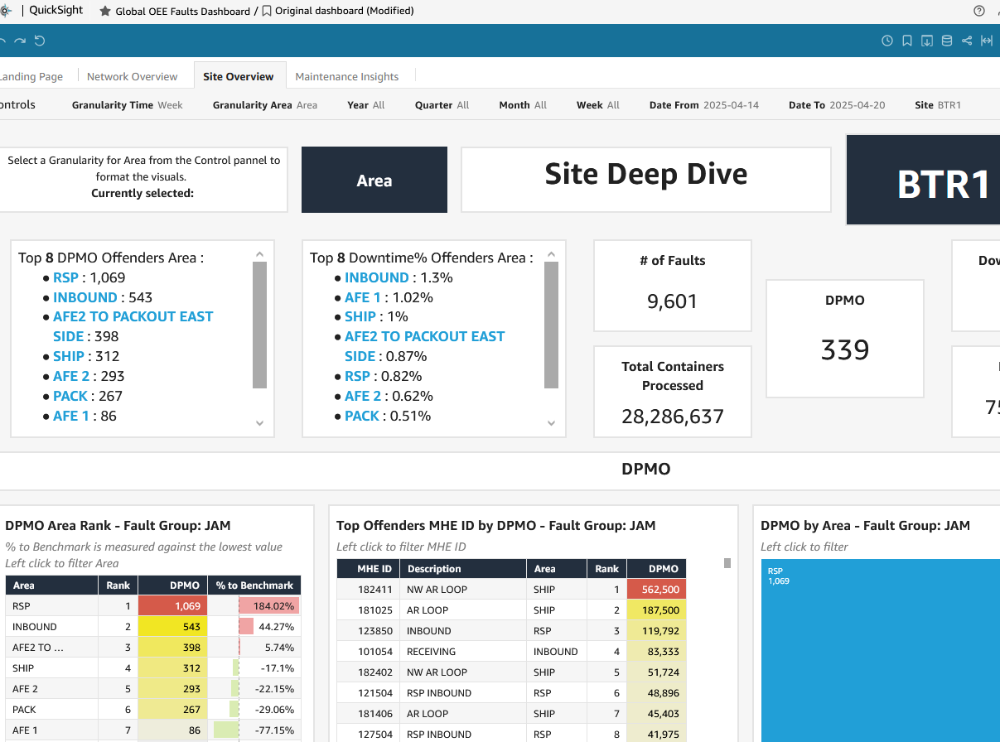 QuickSight
Global OEE Faults Dashboard / Original dashboard (Modified)
Landing Page
Network Overview
Site Overview
Maintenance Insights
ontrols
Granularity Time Week
Granularity Area Area
Year All
Quarter All
Month All
Week All
Date From 2025-04-14
Date To 2025-04-20
Site BTR1
Select a Granularity for Area from the Control pannel to
format the visuals.
Currently selected:
Area
Site Deep Dive
BTR1
Top 8 DPMO Offenders Area :
• RSP : 1,069
• INBOUND : 543
• AFE2 TO PACKOUT EAST
SIDE : 398
• SHIP : 312
• AFE 2 : 293
• PACK : 267
• AFE 1 : 86
Top 8 Downtime% Offenders Area :
• INBOUND : 1.3%
• AFE 1 : 1.02%
• SHIP : 1%
• AFE2 TO PACKOUT EAST
SIDE : 0.87%
• RSP : 0.82%
• AFE 2 : 0.62%
• PACK : 0.51%
# of Faults
9,601
Total Containers
Processed
28,286,637
DPMO
339
Dow
75
DPMO
DPMO Area Rank - Fault Group: JAM
% to Benchmark is measured against the lowest value
Left click to filter Area
Area Rank DPMO % to Benchmark
RSP 1 1,069 184.02%
INBOUND 2 543 44.27%
AFE2 TO ... 3 398 5.74%
SHIP 4 312 -17.1%
AFE 2 5 293 -22.15%
PACK 6 267 -29.06%
AFE 1 7 86 -77.15%
Top Offenders MHE ID by DPMO - Fault Group: JAM
Left click to filter MHE ID
MHE ID Description Area Rank DPMO
182411 NW AR LOOP SHIP 1 562,500
181025 AR LOOP SHIP 2 187,500
123850 INBOUND RSP 3 119,792
101054 RECEIVING INBOUND 4 83,333
182402 NW AR LOOP SHIP 5 51,724
121504 RSP INBOUND RSP 6 48,896
181406 AR LOOP SHIP 7 45,403
127504 RSP INBOUND RSP 8 41,975
DPMO by Area - Fault Group: JAM
Left click to filter
RSP
1,069